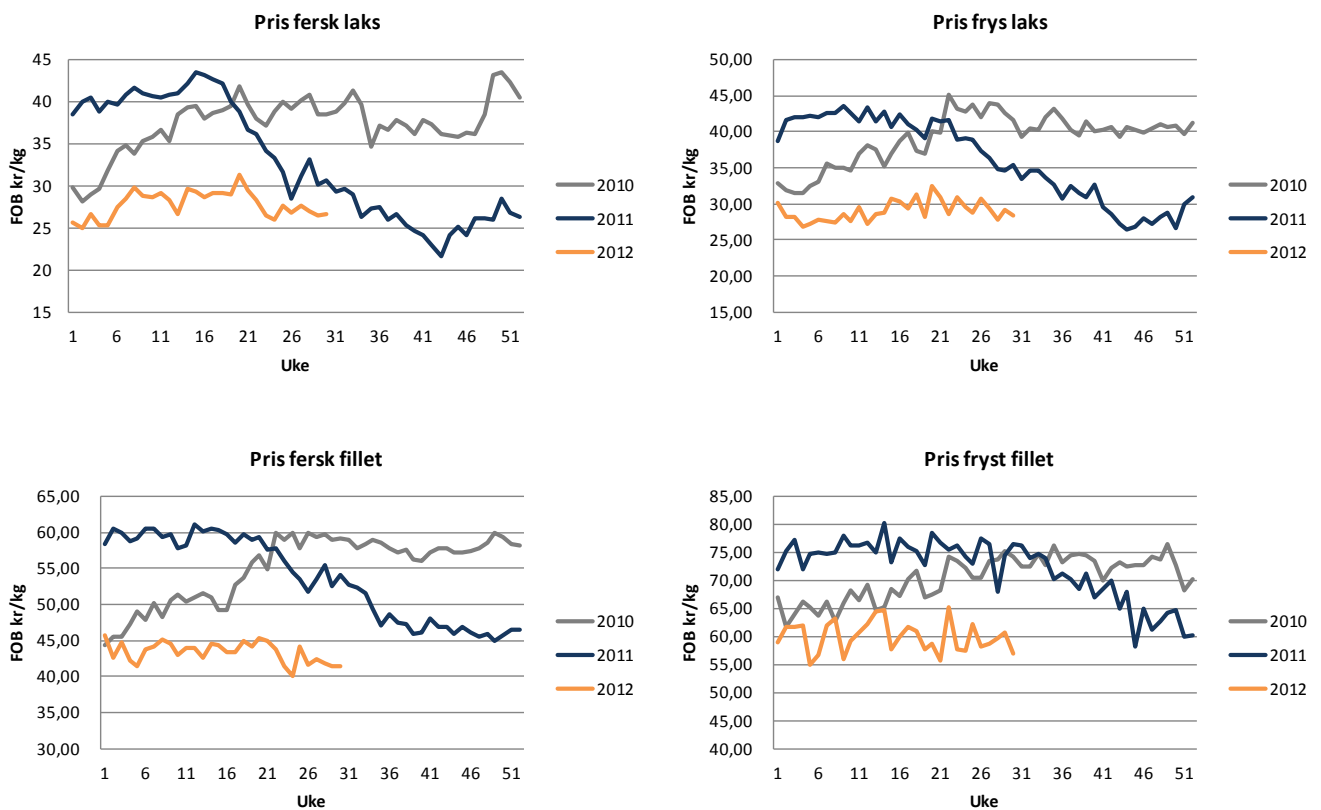 Pris fersk laks
FOB kr/kg
45
40
35
30
25
20
15
1 6 11 16 21 26 31 36 41 46 51
Uke
2010
2011
2012
Pris frys laks
FOB kr/kg
50,00
45,00
40,00
35,00
30,00
25,00
20,00
15,00
1 6 11 16 21 26 31 36 41 46 51
Uke
2010
2011
2012
Pris fersk fillet
FOB kr/kg
65,00
60,00
55,00
50,00
45,00
40,00
35,00
30,00
1 6 11 16 21 26 31 36 41 46 51
Uke
2010
2011
2012
Pris fryst fillet
FOB kr/kg
85,00
80,00
75,00
70,00
65,00
60,00
55,00
50,00
45,00
40,00
1 6 11 16 21 26 31 36 41 46 51
Uke
2010
2011
2012